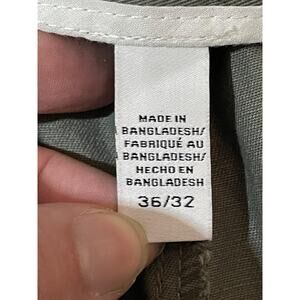 MADE IN
BANGLADESH/
FABRIQUÉ AU
BANGLADESH/
HECHO EN
BANGLADESH
36/32